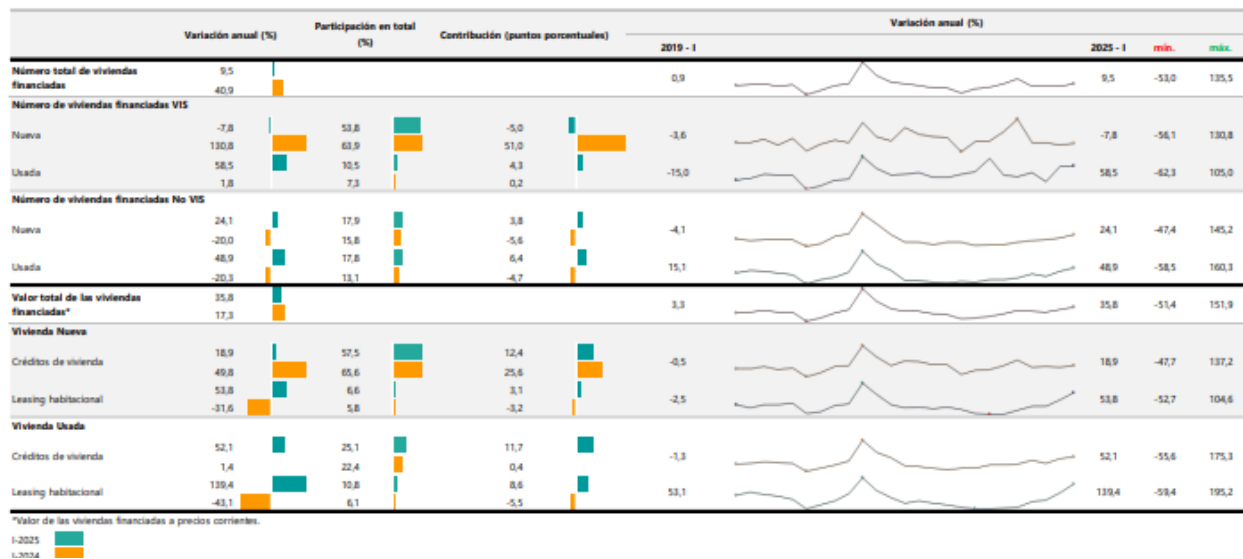 Variación anual (%) Participación en total (%) Contribución (puntos porcentuales) Variación anual (%)
2019 - I 2025 - I mín. máx.
Número total de viviendas financiadas 9,5 0,9 9,5 -53,0 135,5
40,9
Número de viviendas financiadas VIS
Nueva -7,8 53,8 -5,0 -3,6 -7,8 -56,1 130,8
130,8 63,9 51,0
Usada 58,5 10,5 4,3 -15,0 58,5 -62,3 105,0
1,8 7,3 0,2
Número de viviendas financiadas No VIS
Nueva 24,1 17,9 3,8 -4,1 24,1 -47,4 145,2
-20,0 15,8 -5,6
Usada 48,9 17,8 6,4 15,1 48,9 -58,5 160,3
-20,3 13,1 -4,7
Valor total de las viviendas financiadas* 35,8 3,3 35,8 -51,4 151,9
17,3
Vivienda Nueva
Créditos de vivienda 18,9 57,5 12,4 -0,5 18,9 -47,7 137,2
49,8 65,6 25,6
Leasing habitacional 53,8 6,6 3,1 -2,5 53,8 -52,7 104,6
-31,6 5,8 -3,2
Vivienda Usada
Créditos de vivienda 52,1 25,1 11,7 -1,3 52,1 -55,6 175,3
1,4 22,4 0,4
Leasing habitacional 139,4 10,8 8,6 53,1 139,4 -59,4 195,2
-43,1 6,1 -5,5
*Valor de las viviendas financiadas a precios corrientes.
I-2025
I-2024